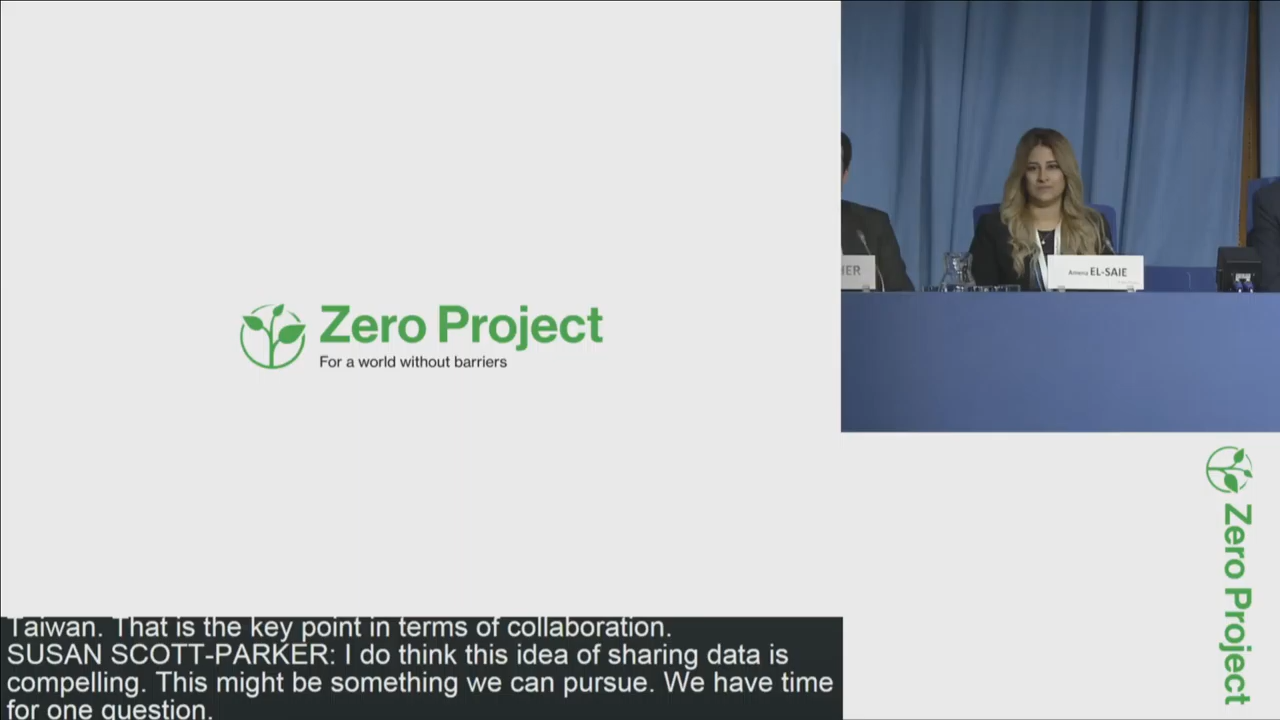 Zero Project
For a world without barriers
HER
Amena EL-SAIE
Zero Project
Taiwan. That is the key point in terms of collaboration.
SUSAN SCOTT-PARKER: I do think this idea of sharing data is
compelling. This might be something we can pursue. We have time
for one question.